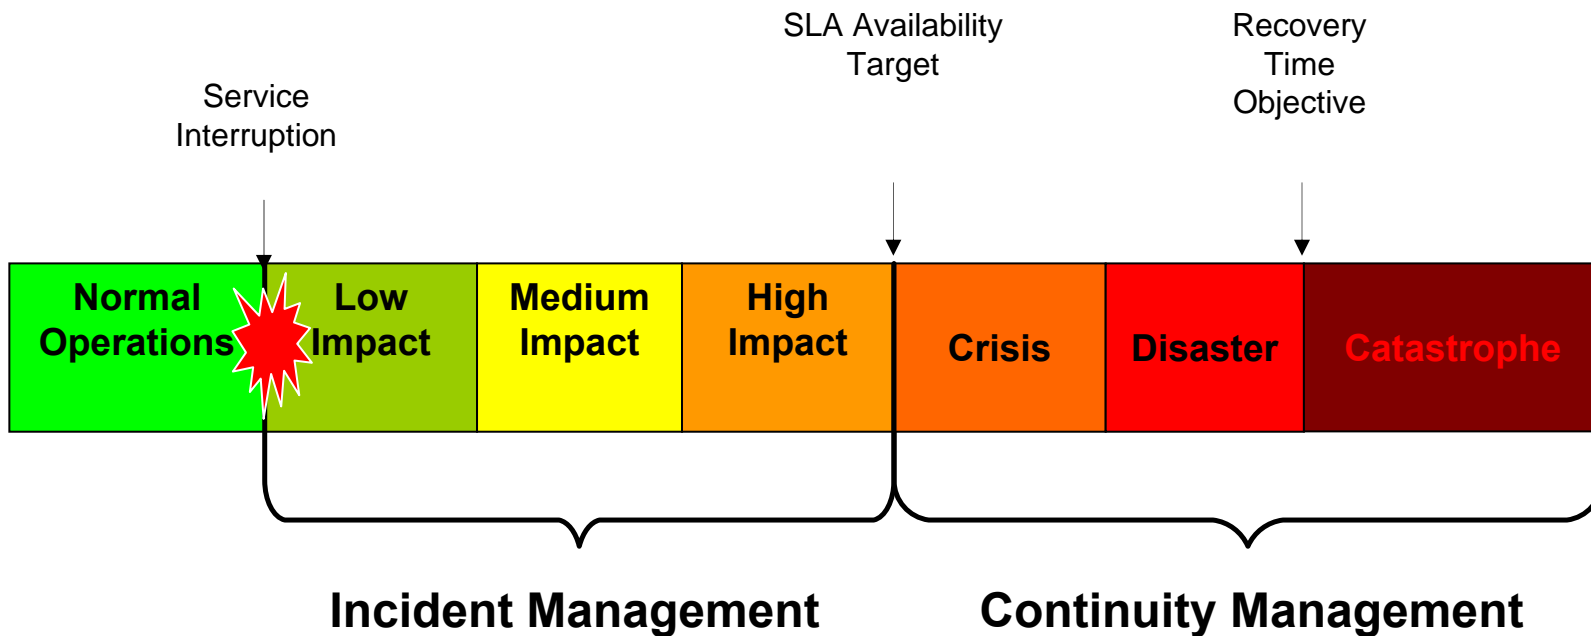 SLA Availability
Target
Recovery
Time
Objective
Service
Interruption
Normal
Operations
Low
Impact
Medium
Impact
High
Impact
Crisis
Disaster
Catastrophe
Incident Management
Continuity Management